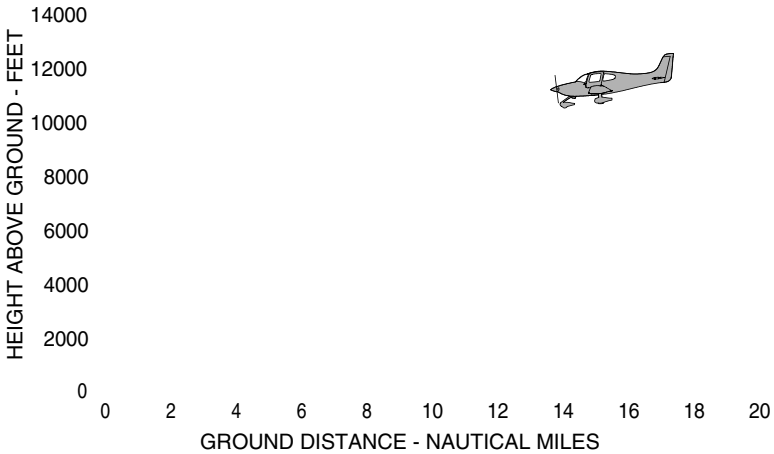 14000
12000
10000
8000
6000
4000
2000
0
HEIGHT ABOVE GROUND - FEET
0 2 4 6 8 10 12 14 16 18 20
GROUND DISTANCE - NAUTICAL MILES